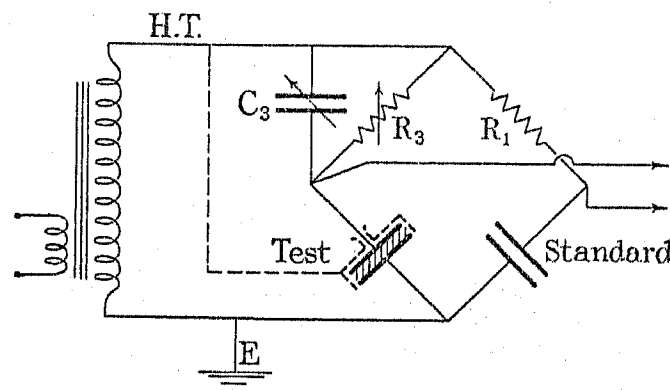 H.T.
C₃
R₃
R₁
Test
Standard
E